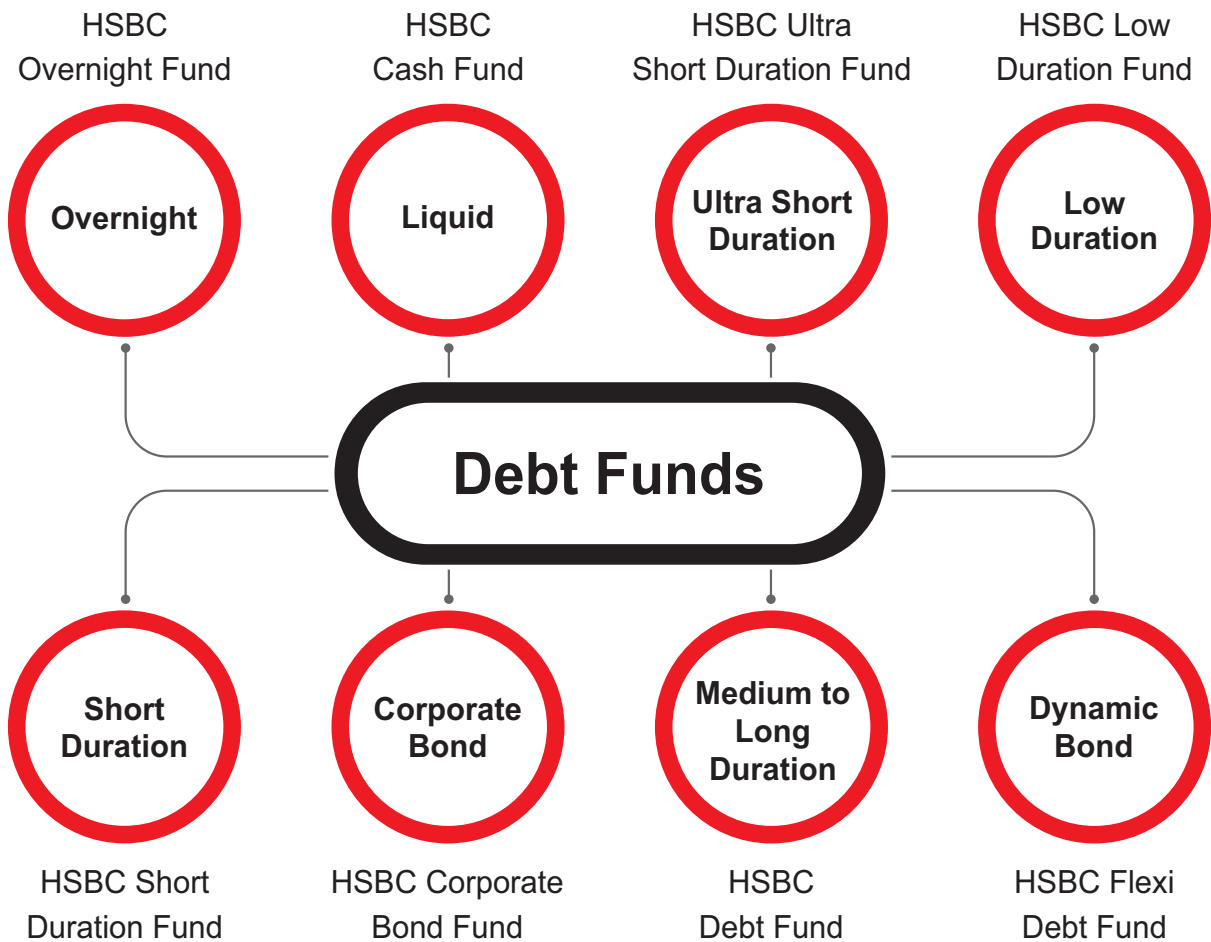 HSBC
Overnight Fund
HSBC
Cash Fund
HSBC Ultra
Short Duration Fund
HSBC Low
Duration Fund
Overnight
Liquid
Ultra Short
Duration
Low
Duration
Debt Funds
Short
Duration
Corporate
Bond
Medium to
Long
Duration
Dynamic
Bond
HSBC Short
Duration Fund
HSBC Corporate
Bond Fund
HSBC
Debt Fund
HSBC Flexi
Debt Fund